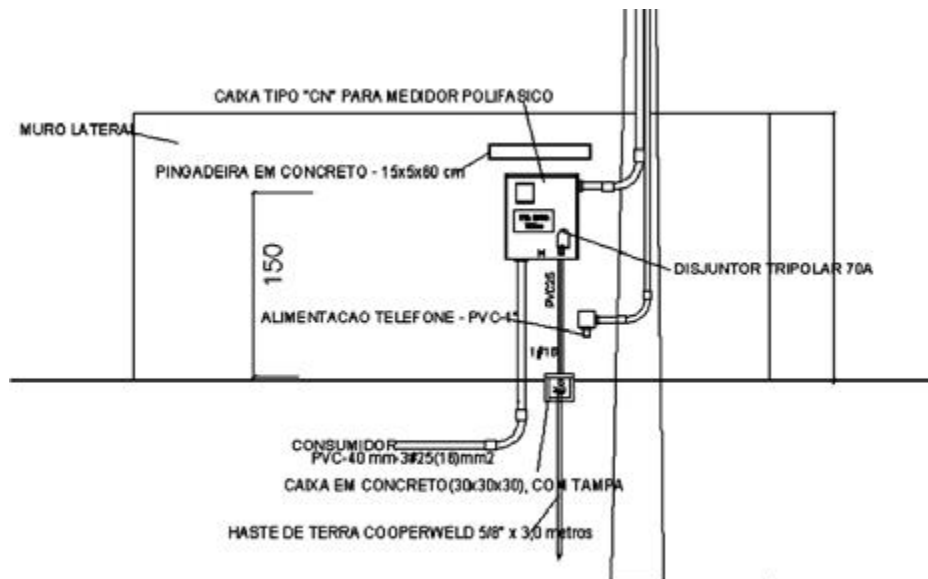 CAIXA TIPO "CN" PARA MEDIDOR POLIFASICO
MURO LATERAL
PINGADEIRA EM CONCRETO - 15x5x60 cm
150
DISJUNTOR TRIPOLAR 70A
PVC25
ALIMENTACAO TELEFONE - PVC-
1#16
CONSUMIDOR
PVC-40 mm-3#25(16)mm2
CAIXA EM CONCRETO(30x30x30), COM TAMPA
HASTE DE TERRA COOPERWELD 5/8" x 3,0 metros